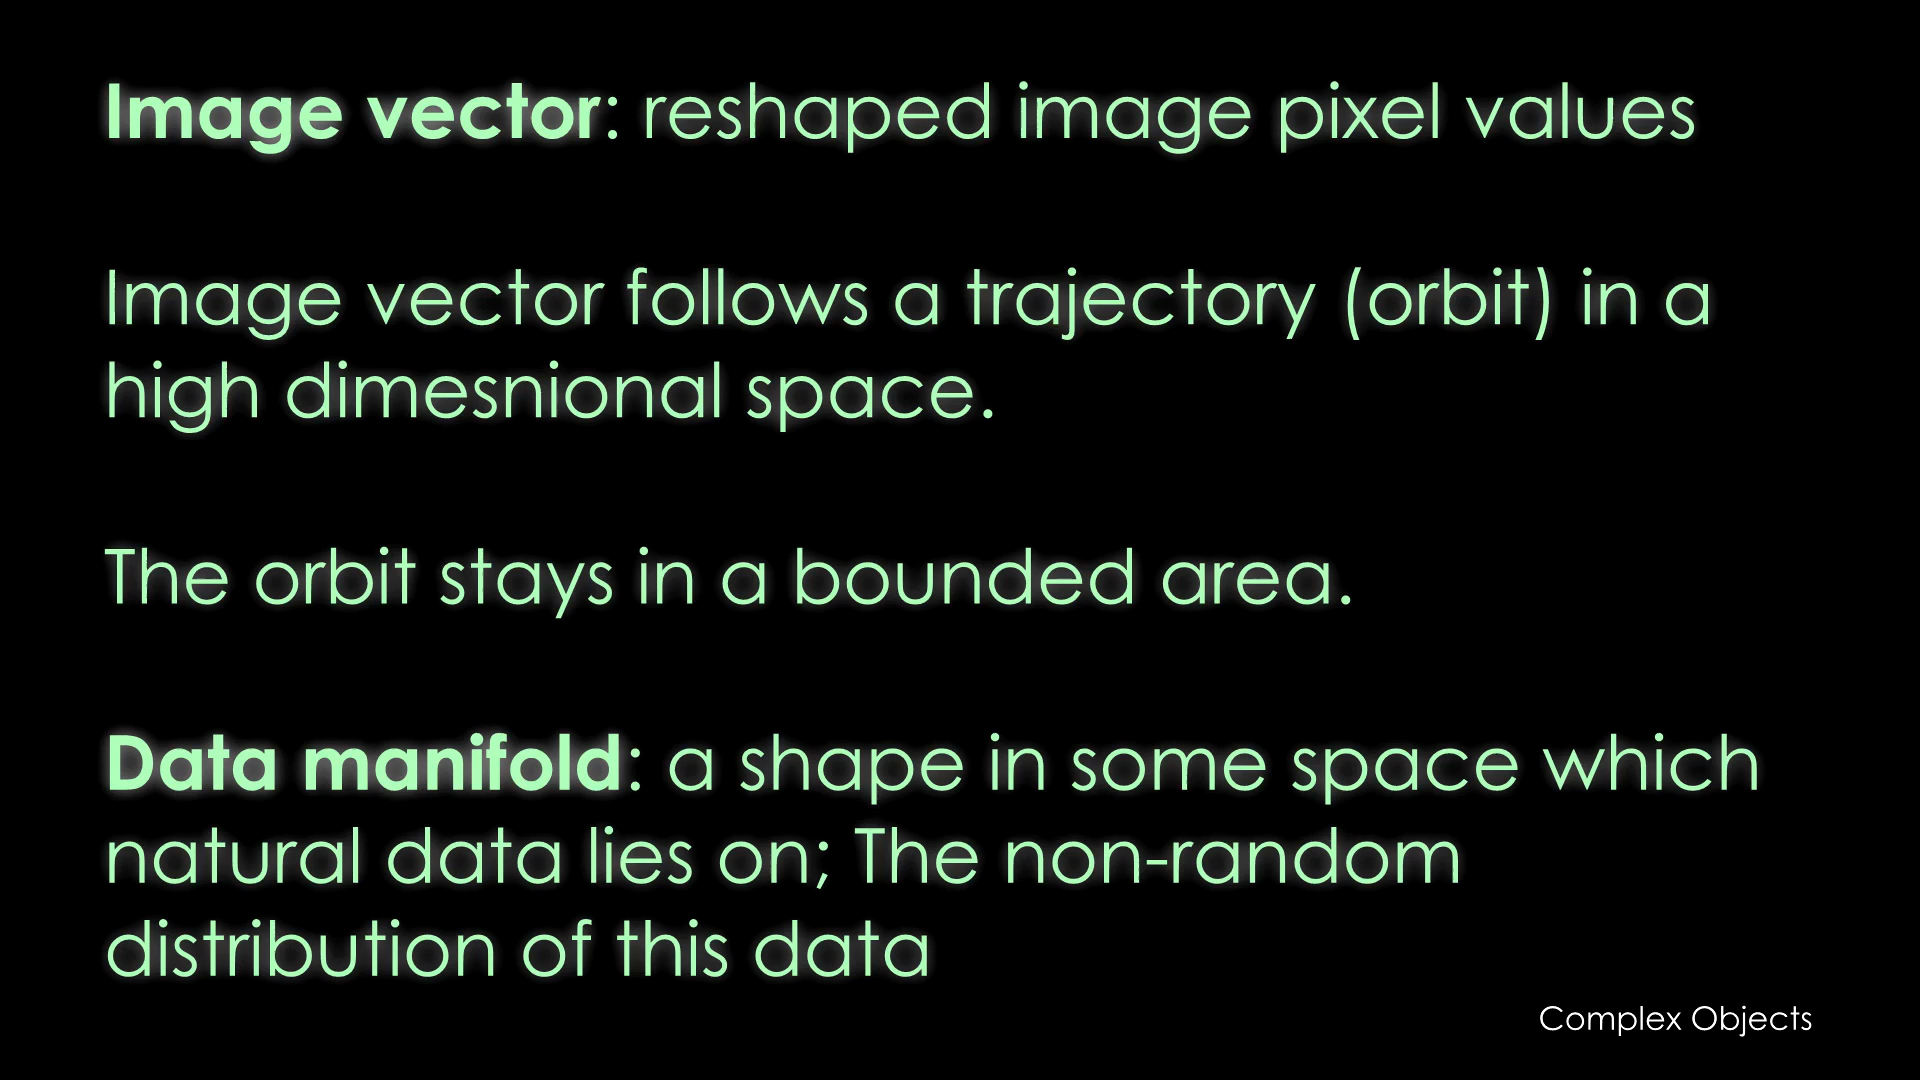 Image vector: reshaped image pixel values
Image vector follows a trajectory (orbit) in a
high dimesnional space.
The orbit stays in a bounded area.
Data manifold: a shape in some space which
natural data lies on; The non-random
distribution of this data
Complex Objects